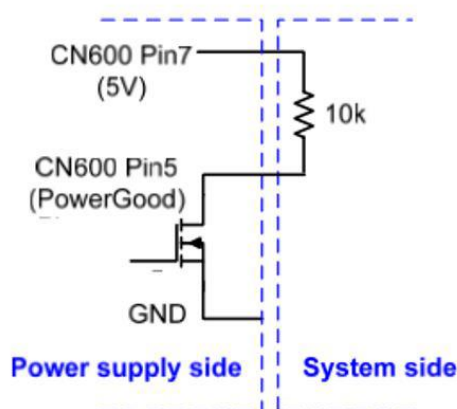 CN600 Pin7
(5V)
10k
CN600 Pin5
(PowerGood)
GND
Power supply side
System side